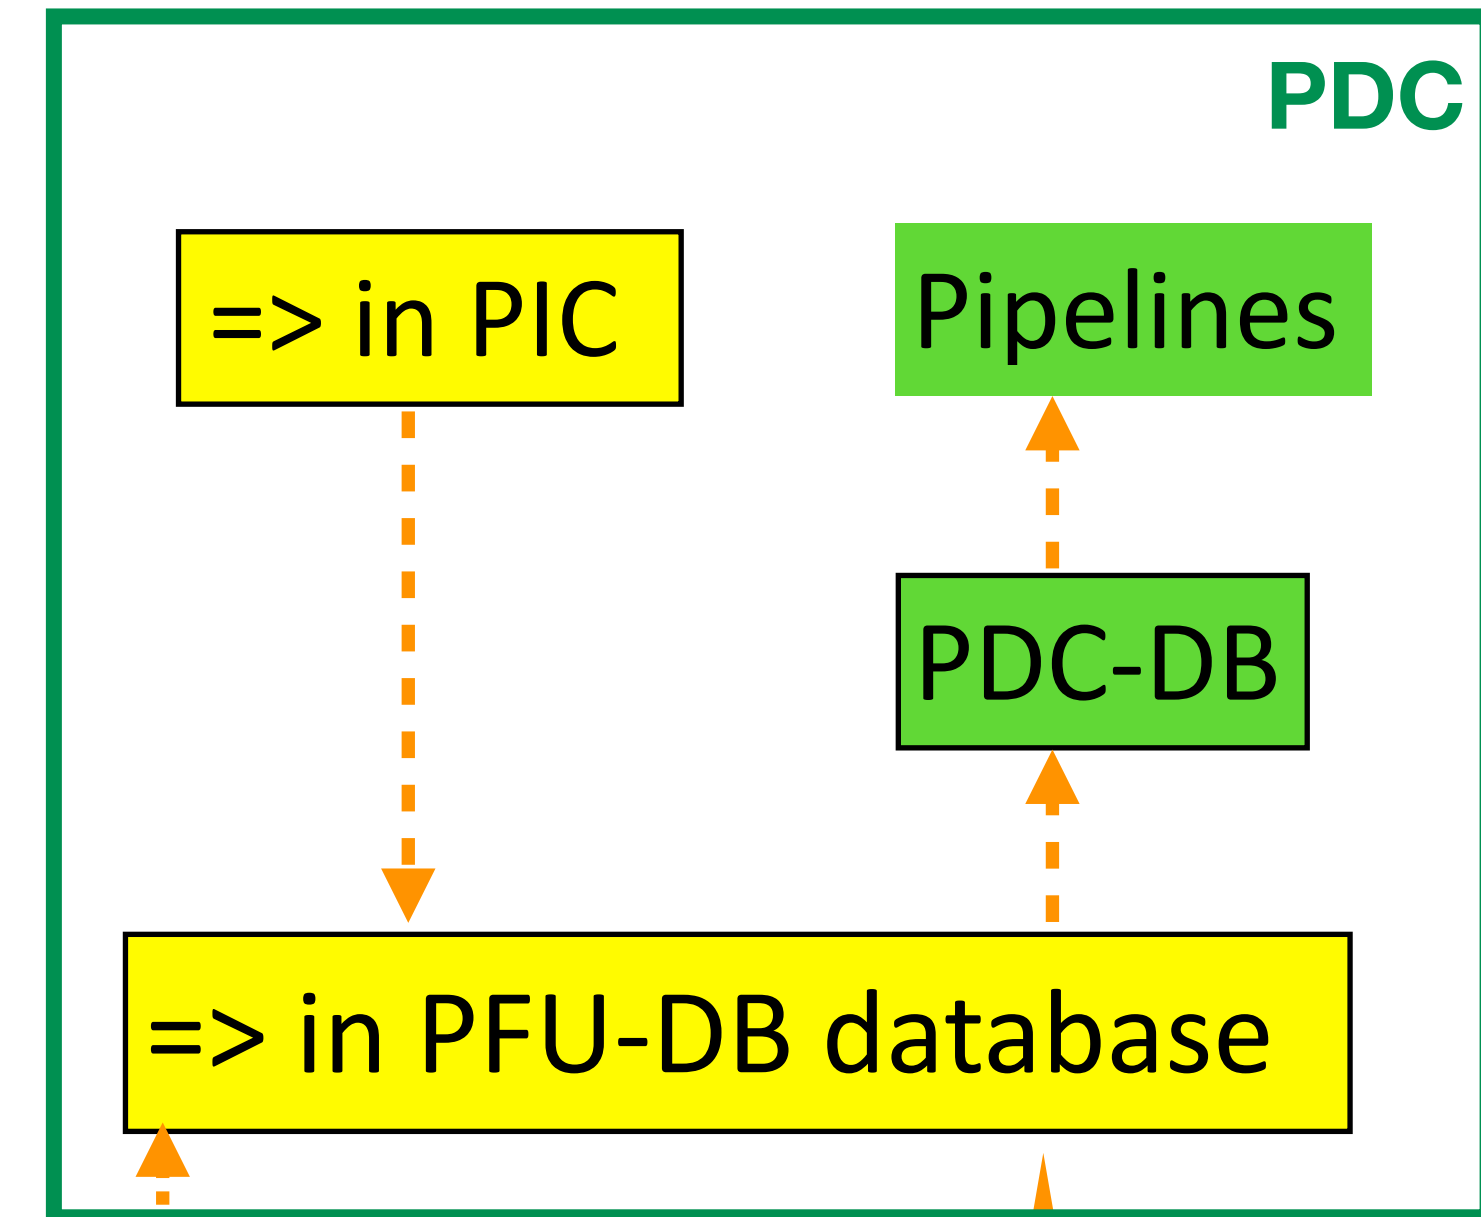 PDC
=> in PIC
Pipelines
PDC-DB
=> in PFU-DB database